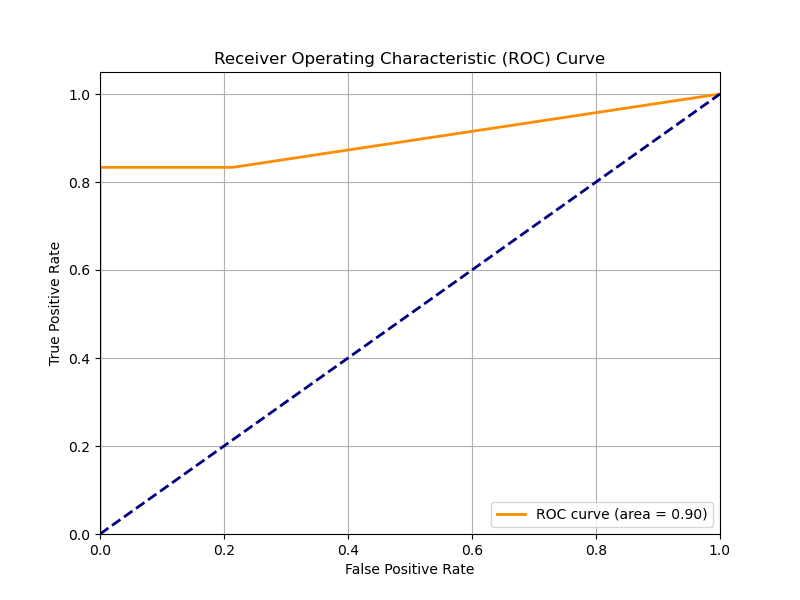 Receiver Operating Characteristic (ROC) Curve
1.0
0.8
0.6
0.4
0.2
0.0
True Positive Rate
ROC curve (area = 0.90)
0.0 0.2 0.4 0.6 0.8 1.0
False Positive Rate